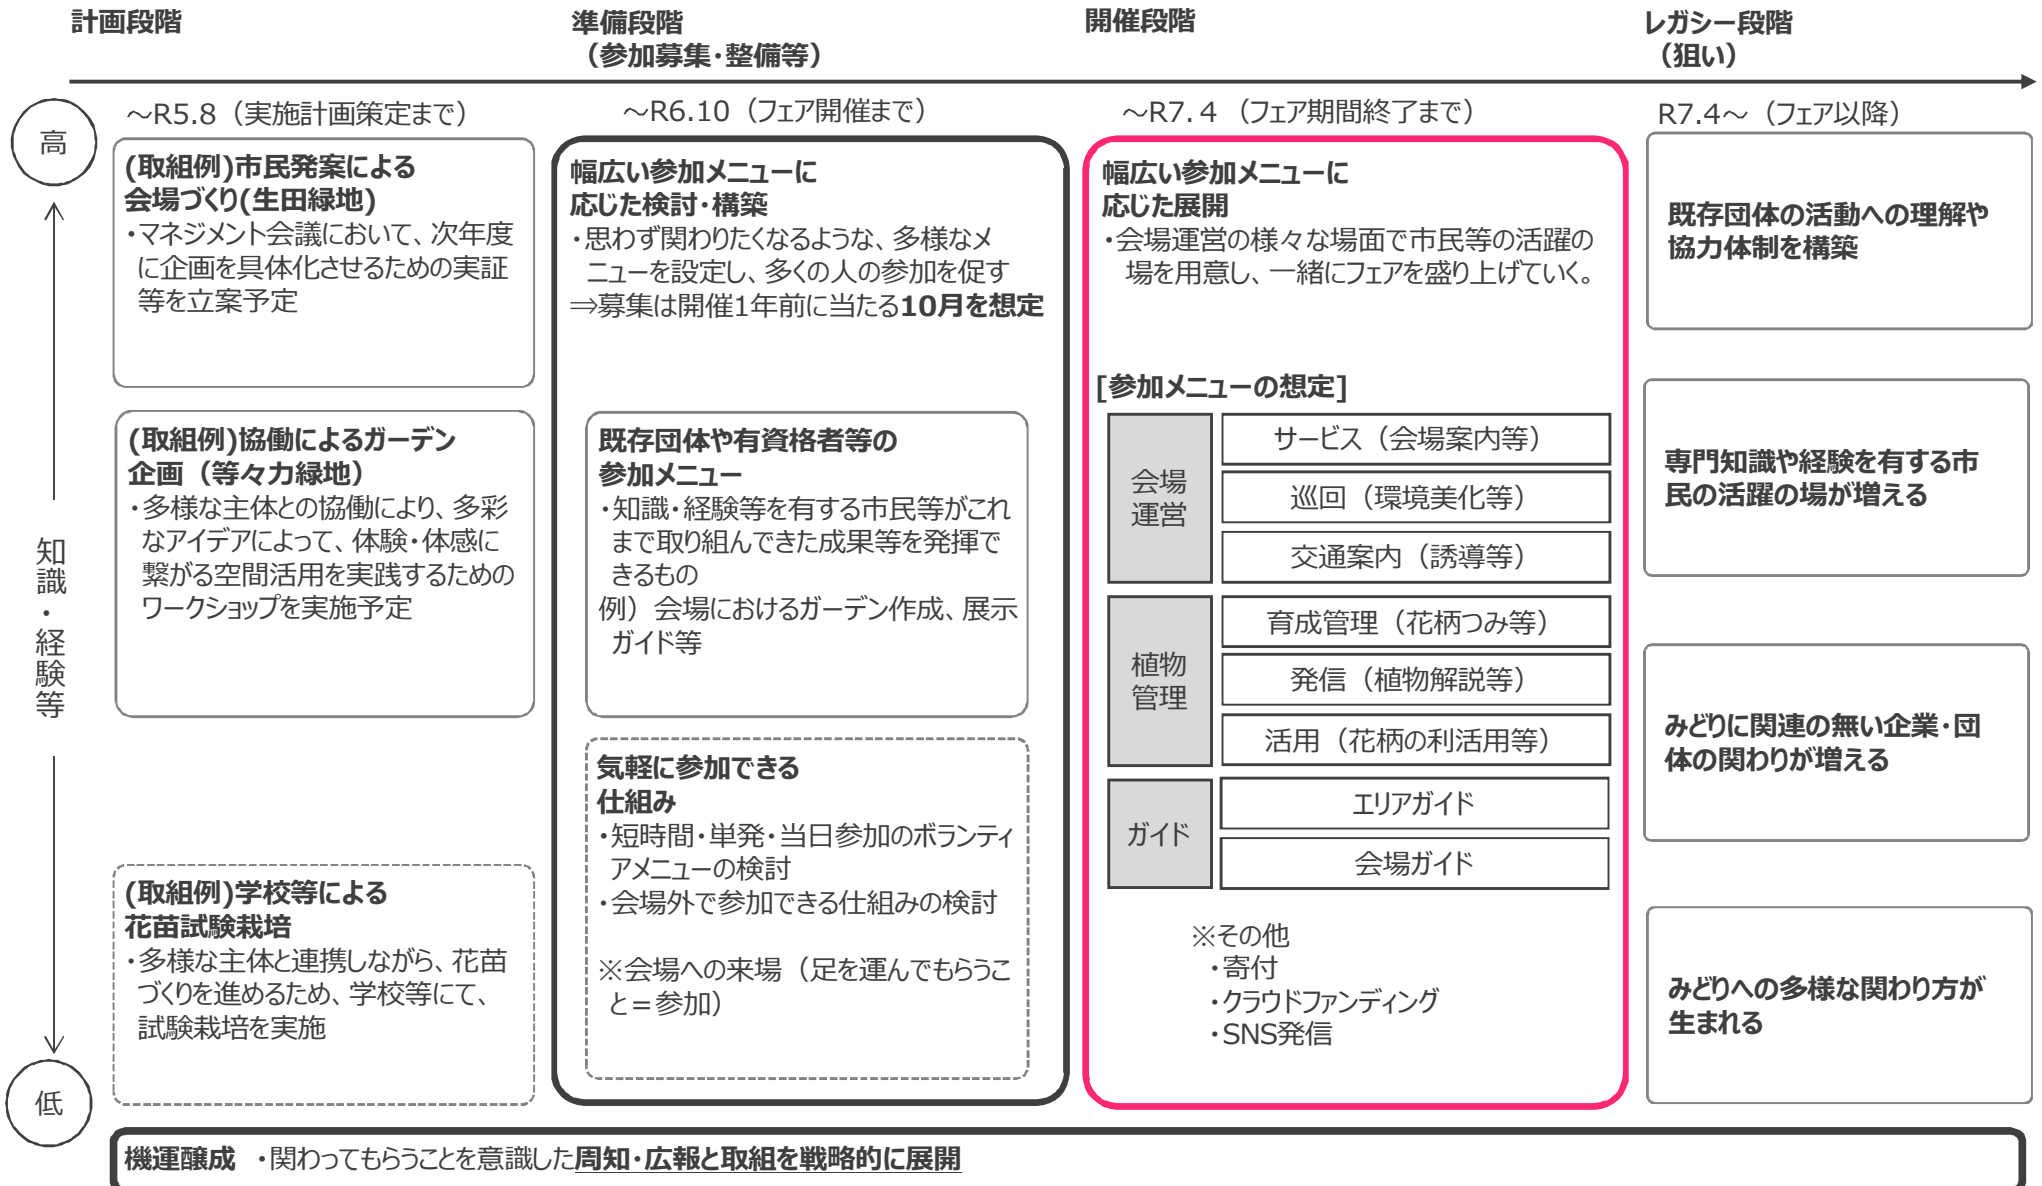 計画段階
準備段階
（参加募集・整備等）
開催段階
レガシー段階
（狙い）
～R5.8（実施計画策定まで）
～R6.10（フェア開催まで）
～R7.４（フェア期間終了まで）
R7.4～（フェア以降）
高
知識・経験等
低
(取組例)市民発案による
会場づくり(生田緑地)
・マネジメント会議において、次年度
に企画を具体化させるための実証
等を立案予定
(取組例)協働によるガーデン
企画（等々力緑地）
・多様な主体との協働により、多彩
なアイデアによって、体験・体感に
繋がる空間活用を実践するための
ワークショップを実施予定
(取組例)学校等による
花苗試験栽培
・多様な主体と連携しながら、花苗
づくりを進めるため、学校等にて、
試験栽培を実施
幅広い参加メニューに
応じた検討・構築
・思わず関わりたくなるような、多様なメ
ニューを設定し、多くの人の参加を促す
⇒募集は開催1年前に当たる10月を想定
既存団体や有資格者等の
参加メニュー
・知識・経験等を有する市民等がこれ
まで取り組んできた成果等を発揮で
きるもの
例）会場におけるガーデン作成、展示
ガイド等
気軽に参加できる
仕組み
・短時間・単発・当日参加のボランティ
アメニューの検討
・会場外で参加できる仕組みの検討
※会場への来場（足を運んでもらうこ
と＝参加）
幅広い参加メニューに
応じた展開
・会場運営の様々な場面で市民等の活躍の
場を用意し、一緒にフェアを盛り上げていく。
[参加メニューの想定]
会場
運営
サービス（会場案内等）
巡回（環境美化等）
交通案内（誘導等）
植物
管理
育成管理（花柄つみ等）
発信（植物解説等）
活用（花柄の利活用等）
ガイド
エリアガイド
会場ガイド
※その他
・寄付
・クラウドファンディング
・SNS発信
既存団体の活動への理解や
協力体制を構築
専門知識や経験を有する市
民の活躍の場が増える
みどりに関連の無い企業・団
体の関わりが増える
みどりへの多様な関わり方が
生まれる
機運醸成　・関わってもらうことを意識した周知・広報と取組を戦略的に展開